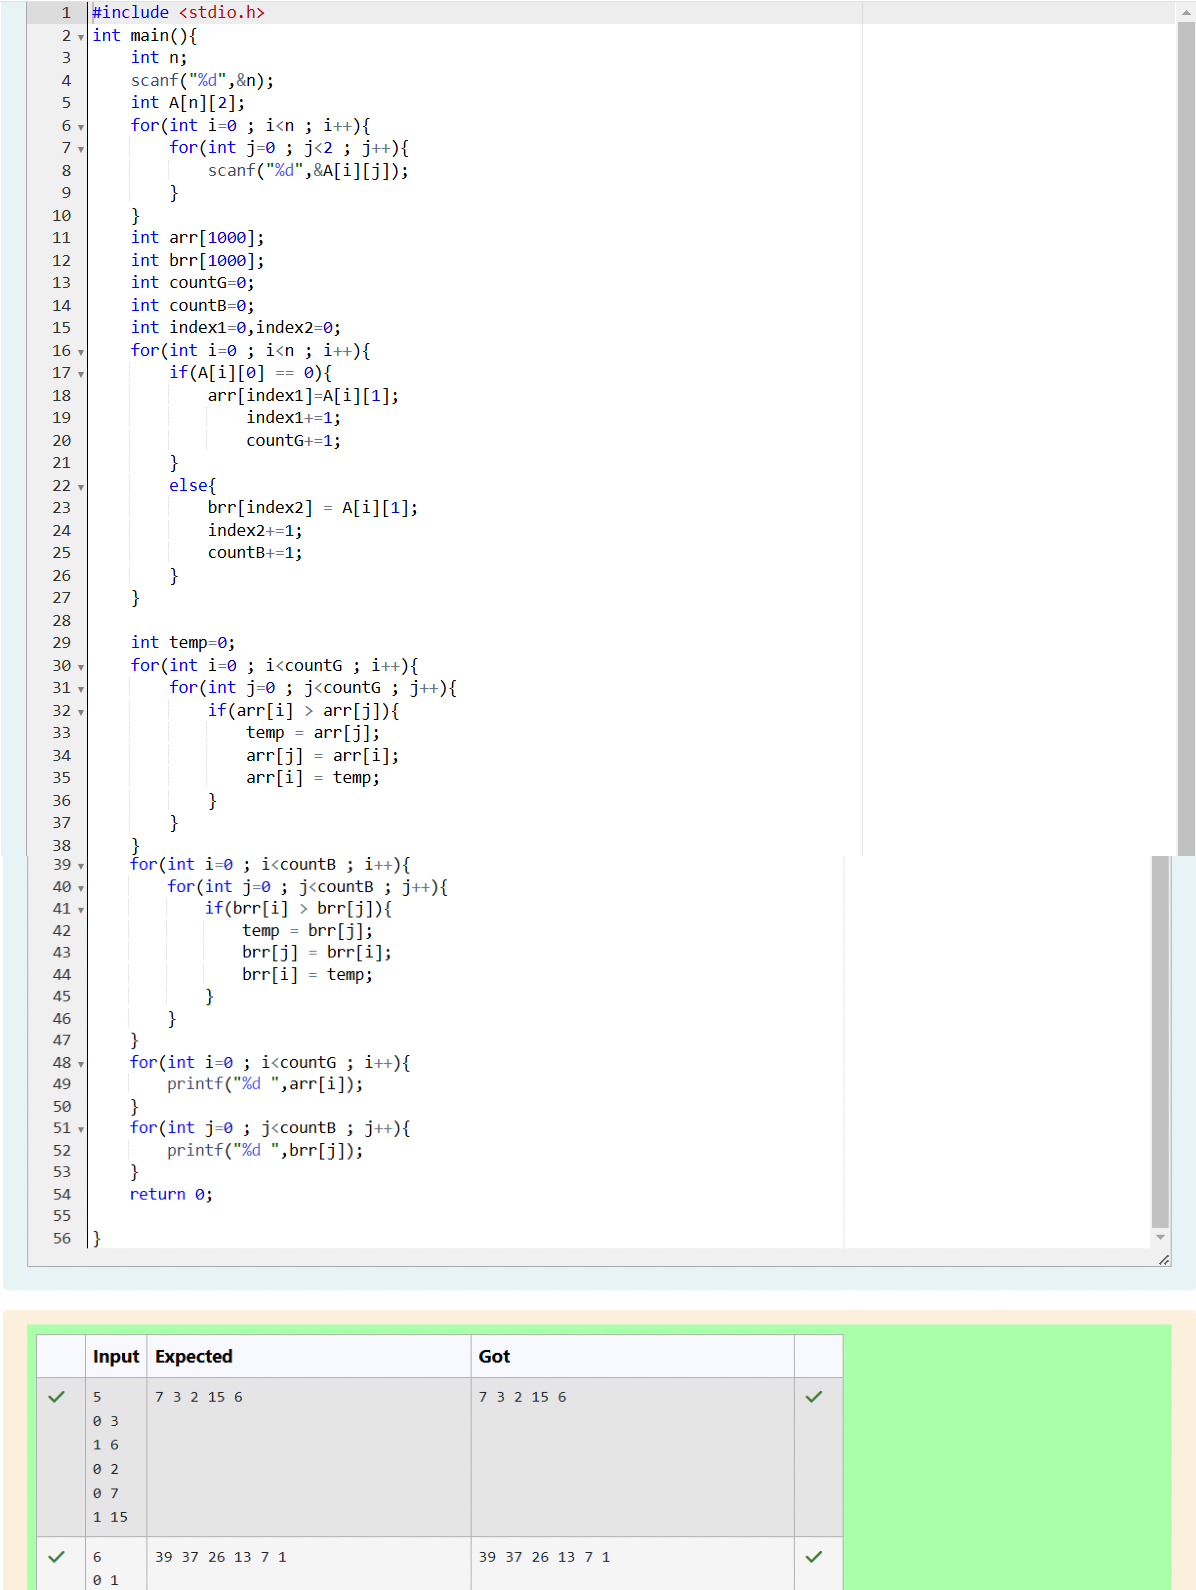 1 #include <stdio.h>
2 int main(){
3     int n;
4     scanf("%d",&n);
5     int A[n][2];
6     for(int i=0 ; i<n ; i++){
7         for(int j=0 ; j<2 ; j++){
8             scanf("%d",&A[i][j]);
9         }
10     }
11     int arr[1000];
12     int brr[1000];
13     int countG=0;
14     int countB=0;
15     int index1=0,index2=0;
16     for(int i=0 ; i<n ; i++){
17         if(A[i][0] == 0){
18             arr[index1]=A[i][1];
19                 index1+=1;
20                 countG+=1;
21         }
22         else{
23             brr[index2] = A[i][1];
24             index2+=1;
25             countB+=1;
26         }
27     }
28
29     int temp=0;
30     for(int i=0 ; i<countG ; i++){
31         for(int j=0 ; j<countG ; j++){
32             if(arr[i] > arr[j]){
33                 temp = arr[j];
34                 arr[j] = arr[i];
35                 arr[i] = temp;
36             }
37         }
38     }
39     for(int i=0 ; i<countB ; i++){
40         for(int j=0 ; j<countB ; j++){
41             if(brr[i] > brr[j]){
42                 temp = brr[j];
43                 brr[j] = brr[i];
44                 brr[i] = temp;
45             }
46         }
47     }
48     for(int i=0 ; i<countG ; i++){
49         printf("%d ",arr[i]);
50     }
51     for(int j=0 ; j<countB ; j++){
52         printf("%d ",brr[j]);
53     }
54     return 0;
55
56 }
Input Expected Got
5 7 3 2 15 6 7 3 2 15 6
0 3
1 6
0 2
0 7
1 15
6 39 37 26 13 7 1 39 37 26 13 7 1
0 1